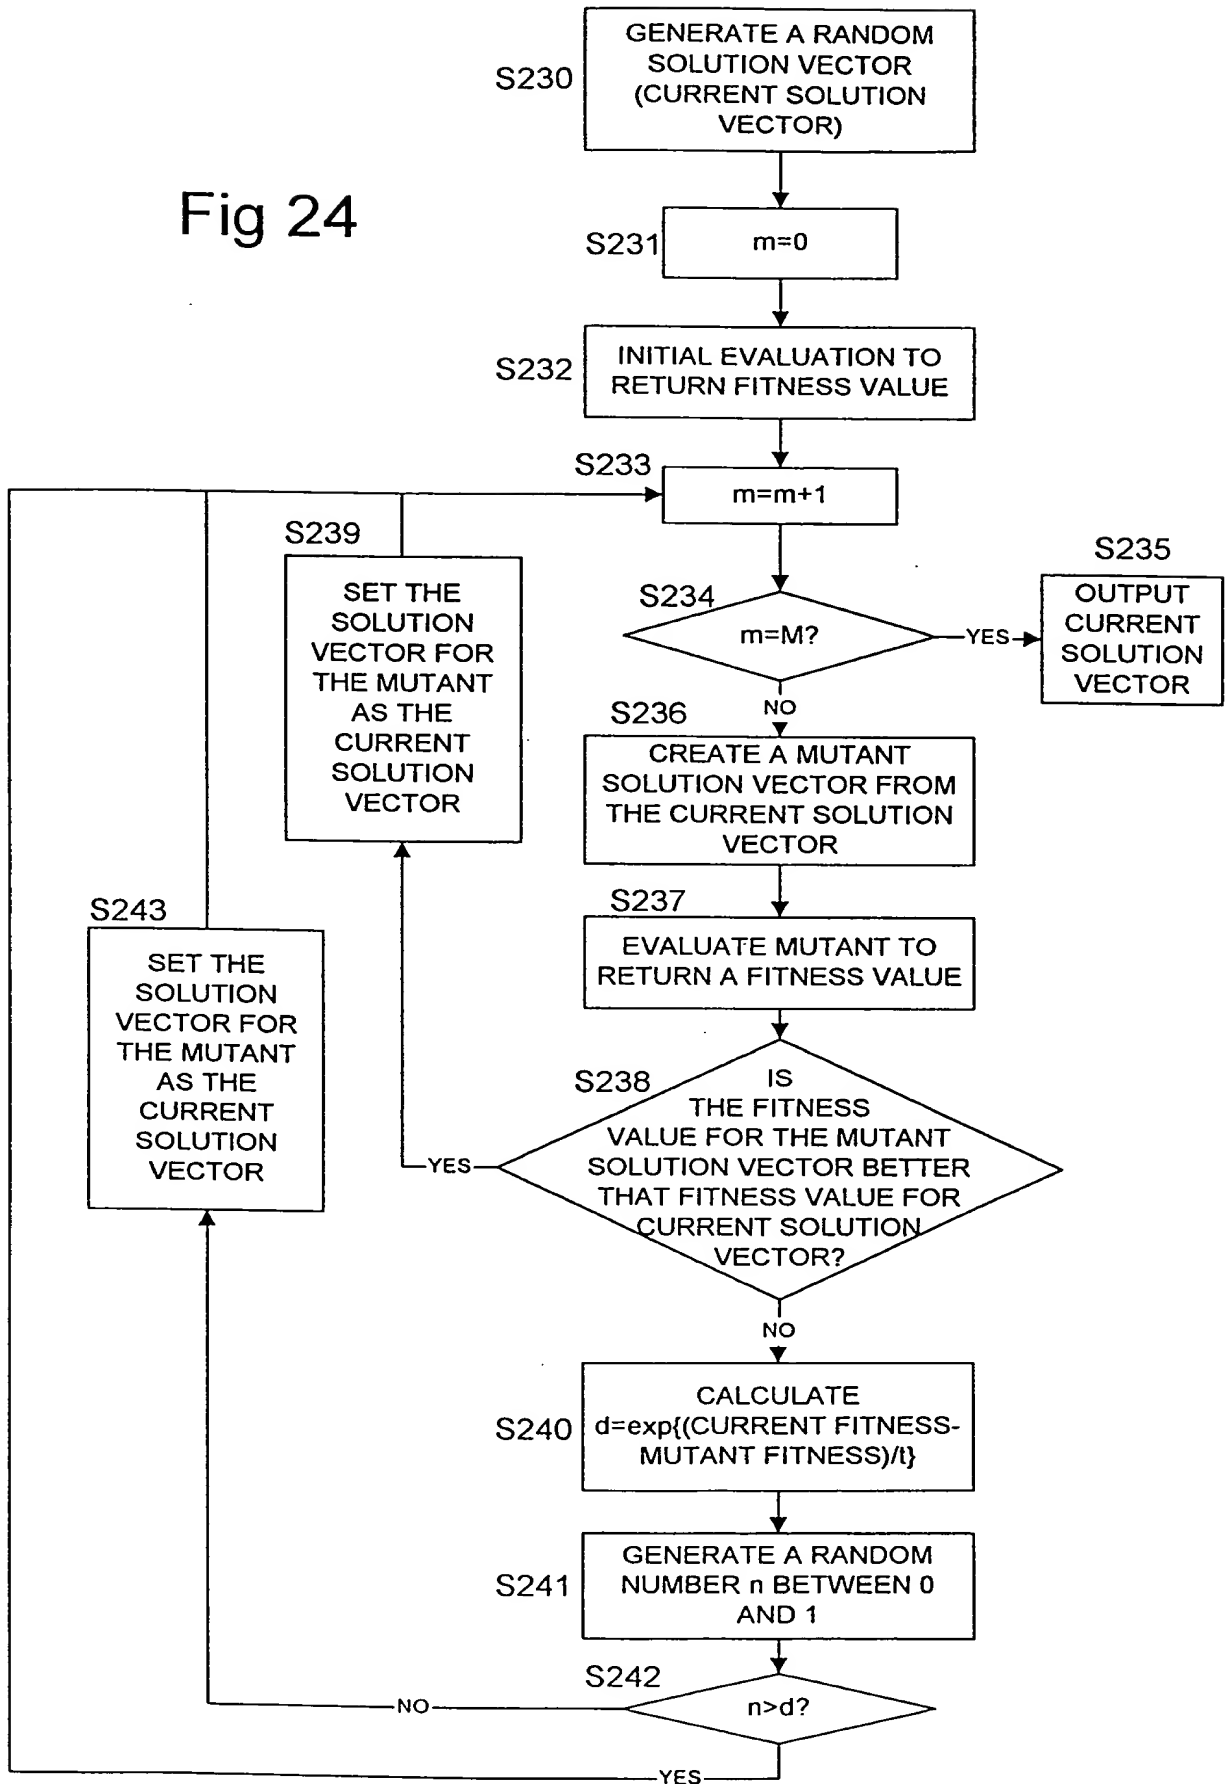 GENERATE A RANDOM
SOLUTION VECTOR
(CURRENT SOLUTION
VECTOR)
S230
Fig 24
S231
m=0
S232
INITIAL EVALUATION TO
RETURN FITNESS VALUE
S233
m=m+1
S239
SET THE
SOLUTION
VECTOR FOR
THE MUTANT
AS THE
CURRENT
SOLUTION
VECTOR
S234
m=M?
YES
S235
OUTPUT
CURRENT
SOLUTION
VECTOR
NO
S236
CREATE A MUTANT
SOLUTION VECTOR FROM
THE CURRENT SOLUTION
VECTOR
S237
EVALUATE MUTANT TO
RETURN A FITNESS VALUE
S243
SET THE
SOLUTION
VECTOR FOR
THE MUTANT
AS THE
CURRENT
SOLUTION
VECTOR
S238
IS
THE FITNESS
VALUE FOR THE MUTANT
SOLUTION VECTOR BETTER
THAT FITNESS VALUE FOR
CURRENT SOLUTION
VECTOR?
YES
NO
S240
CALCULATE
d=exp{(CURRENT FITNESS-
MUTANT FITNESS)/t}
S241
GENERATE A RANDOM
NUMBER n BETWEEN 0
AND 1
S242
n>d?
NO
YES